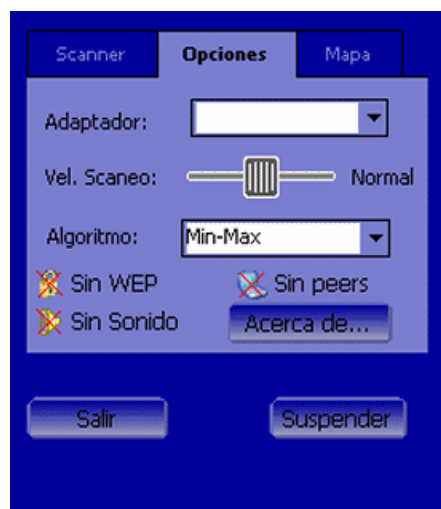 Scanner Opciones Mapa
Adaptador:
Vel. Scaneo: Normal
Algoritmo: Min-Max
Sin WEP Sin peers
Sin Sonido Acerca de...
Salir Suspender